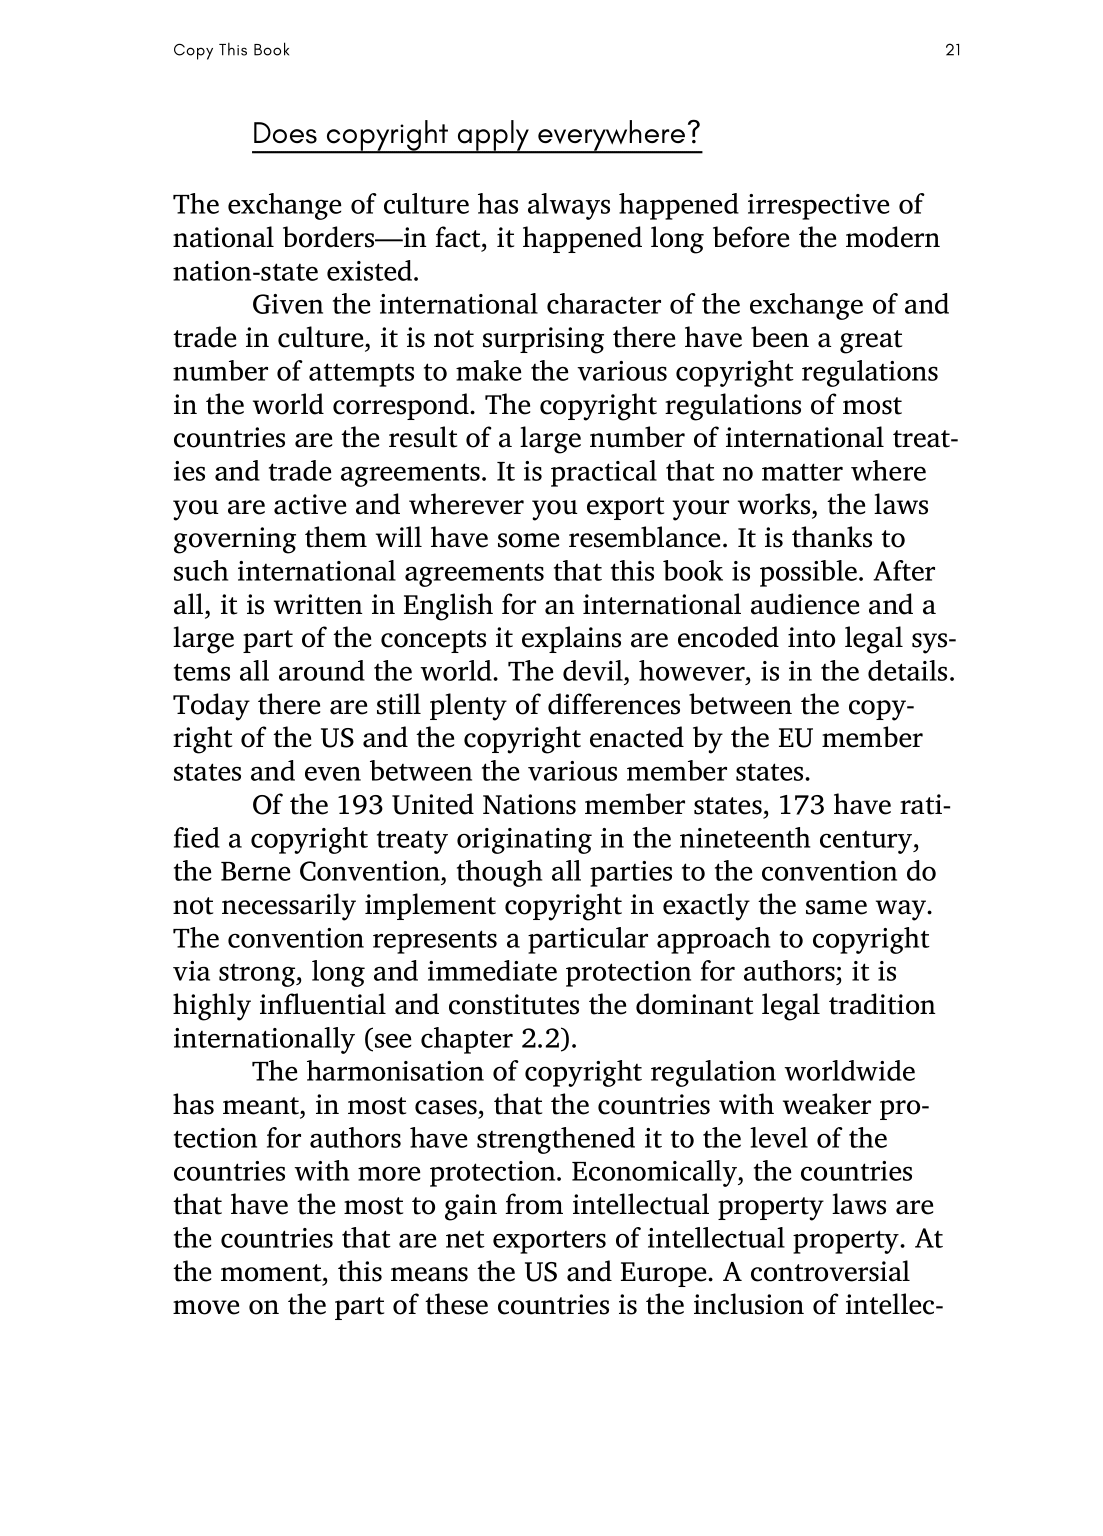 Copy This Book 21
Does copyright apply everywhere?
The exchange of culture has always happened irrespective of
national borders—in fact, it happened long before the modern
nation-state existed.
Given the international character of the exchange of and
trade in culture, it is not surprising there have been a great
number of attempts to make the various copyright regulations
in the world correspond. The copyright regulations of most
countries are the result of a large number of international treat-
ies and trade agreements. It is practical that no matter where
you are active and wherever you export your works, the laws
governing them will have some resemblance. It is thanks to
such international agreements that this book is possible. After
all, it is written in English for an international audience and a
large part of the concepts it explains are encoded into legal sys-
tems all around the world. The devil, however, is in the details.
Today there are still plenty of differences between the copy-
right of the US and the copyright enacted by the EU member
states and even between the various member states.
Of the 193 United Nations member states, 173 have rati-
fied a copyright treaty originating in the nineteenth century,
the Berne Convention, though all parties to the convention do
not necessarily implement copyright in exactly the same way.
The convention represents a particular approach to copyright
via strong, long and immediate protection for authors; it is
highly influential and constitutes the dominant legal tradition
internationally (see chapter 2.2).
The harmonisation of copyright regulation worldwide
has meant, in most cases, that the countries with weaker pro-
tection for authors have strengthened it to the level of the
countries with more protection. Economically, the countries
that have the most to gain from intellectual property laws are
the countries that are net exporters of intellectual property. At
the moment, this means the US and Europe. A controversial
move on the part of these countries is the inclusion of intellec-